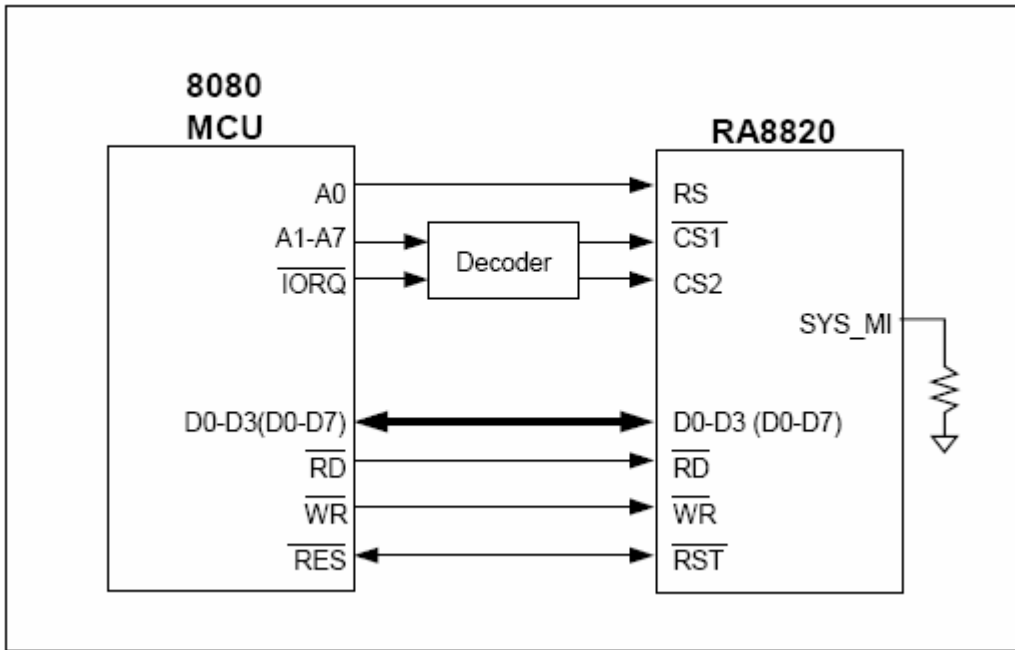 8080
MCU
RA8820
A0
RS
A1-A7
Decoder
CS1
IORQ
CS2
SYS_MI
D0-D3(D0-D7)
D0-D3 (D0-D7)
RD
RD
WR
WR
RES
RST